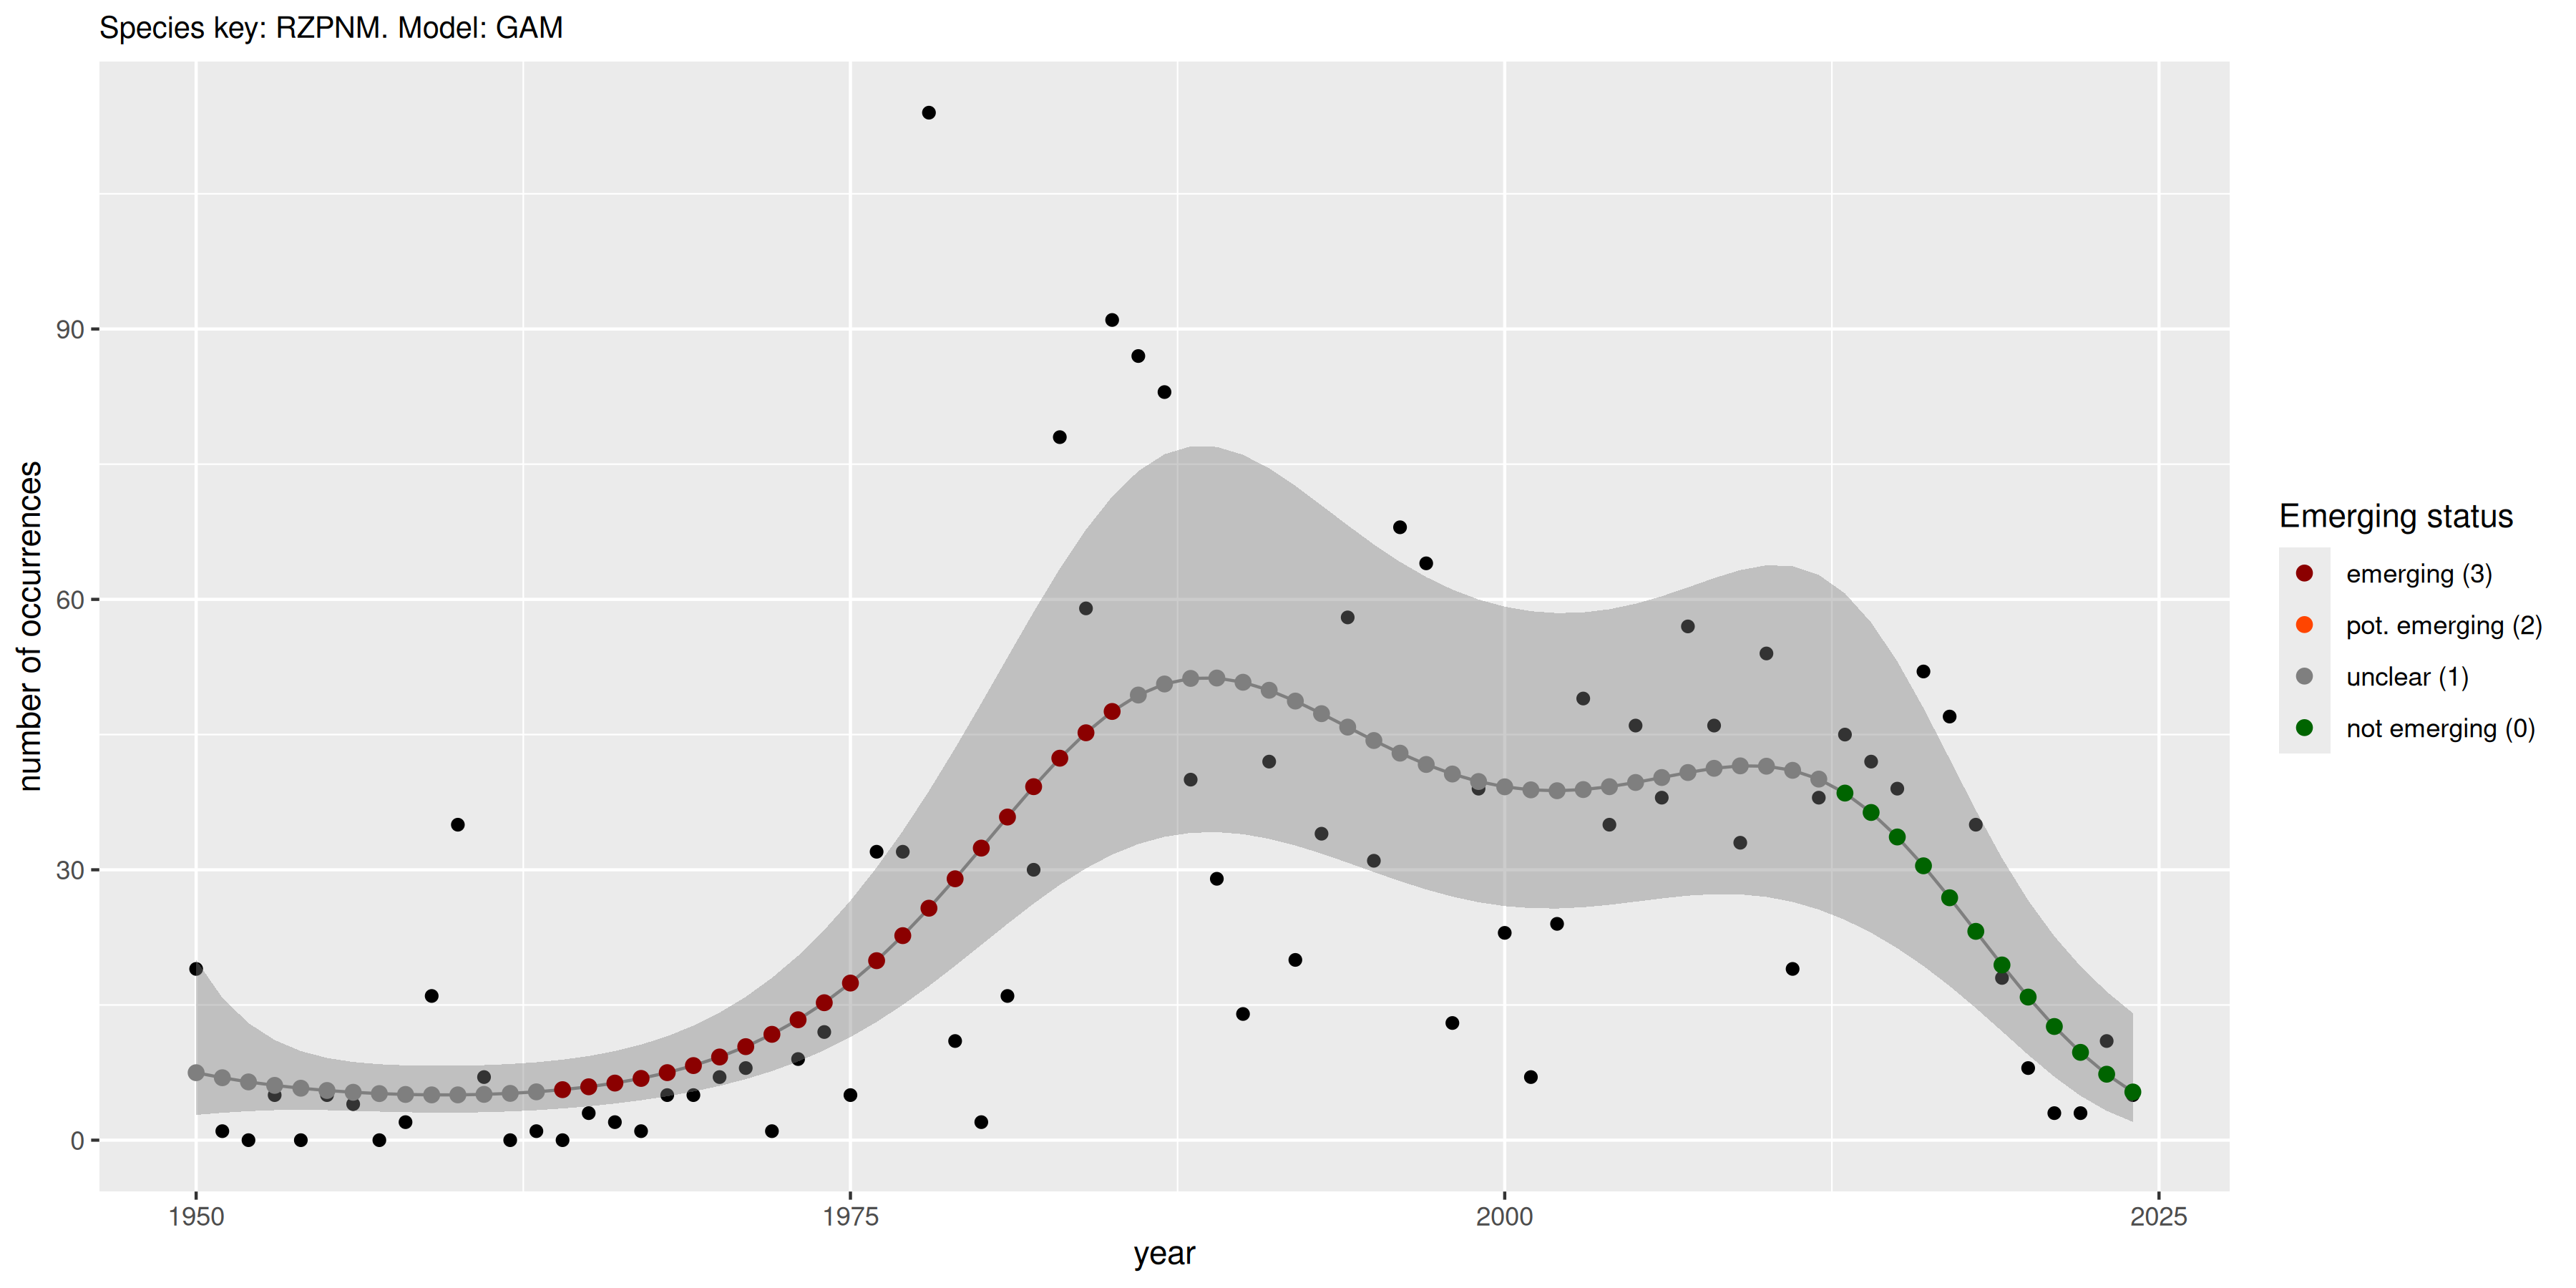 Species key: RZPNM. Model: GAM
number of occurrences
90
60
30
0
1950
1975
2000
2025
year
Emerging status
emerging (3)
pot. emerging (2)
unclear (1)
not emerging (0)